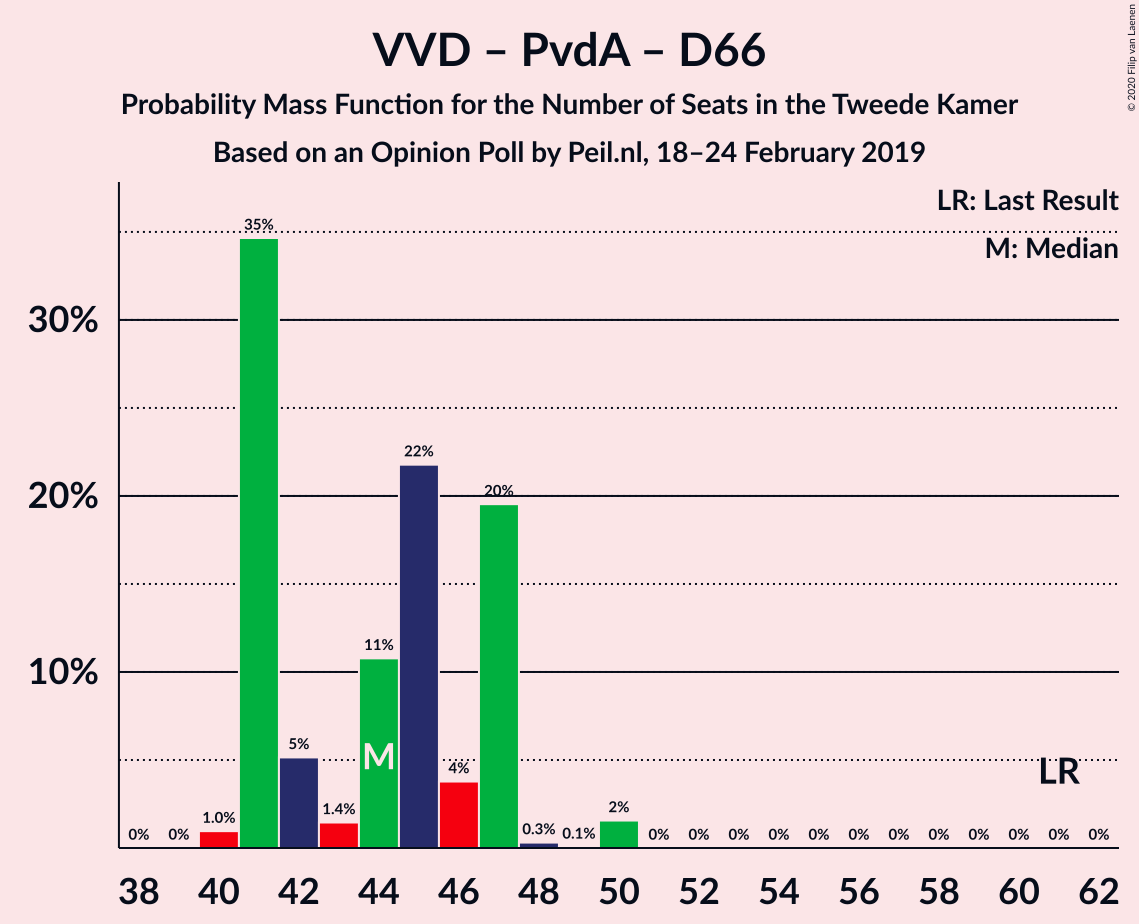 VVD – PvdA – D66
Probability Mass Function for the Number of Seats in the Tweede Kamer
Based on an Opinion Poll by Peil.nl, 18–24 February 2019
© 2020 Filip van Laenen
LR: Last Result
M: Median
30%
20%
10%
0% 0% 1.0% 35% 5% 1.4% 11% 22% 4% 20% 0.3% 0.1% 2% 0% 0% 0% 0% 0% 0% 0% 0% 0% 0% 0% 0%
M
LR
38 40 42 44 46 48 50 52 54 56 58 60 62